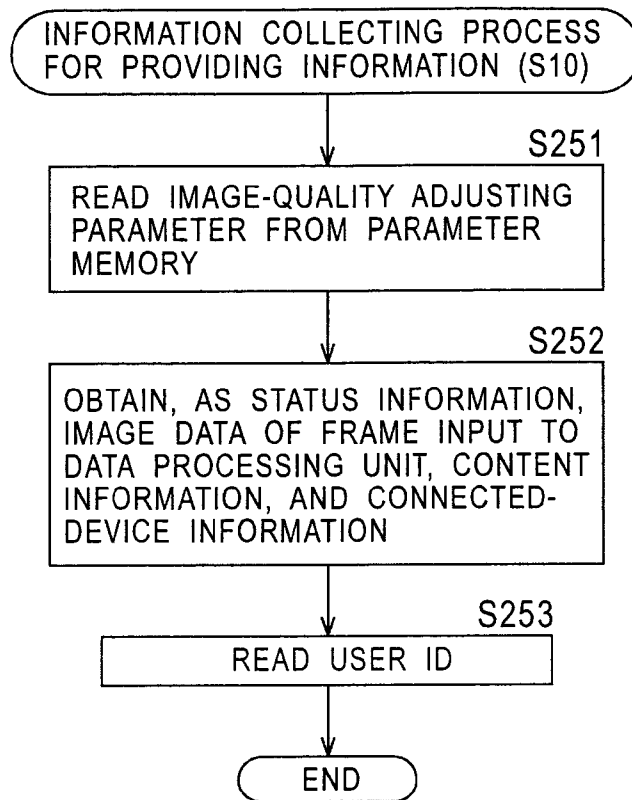 INFORMATION COLLECTING PROCESS
FOR PROVIDING INFORMATION (S10)
S251
READ IMAGE-QUALITY ADJUSTING
PARAMETER FROM PARAMETER
MEMORY
S252
OBTAIN, AS STATUS INFORMATION,
IMAGE DATA OF FRAME INPUT TO
DATA PROCESSING UNIT, CONTENT
INFORMATION, AND CONNECTED-
DEVICE INFORMATION
S253
READ USER ID
END